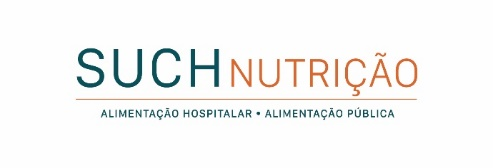 SUCH NUTRIÇÃO
ALIMENTAÇÃO HOSPITALAR • ALIMENTAÇÃO PÚBLICA